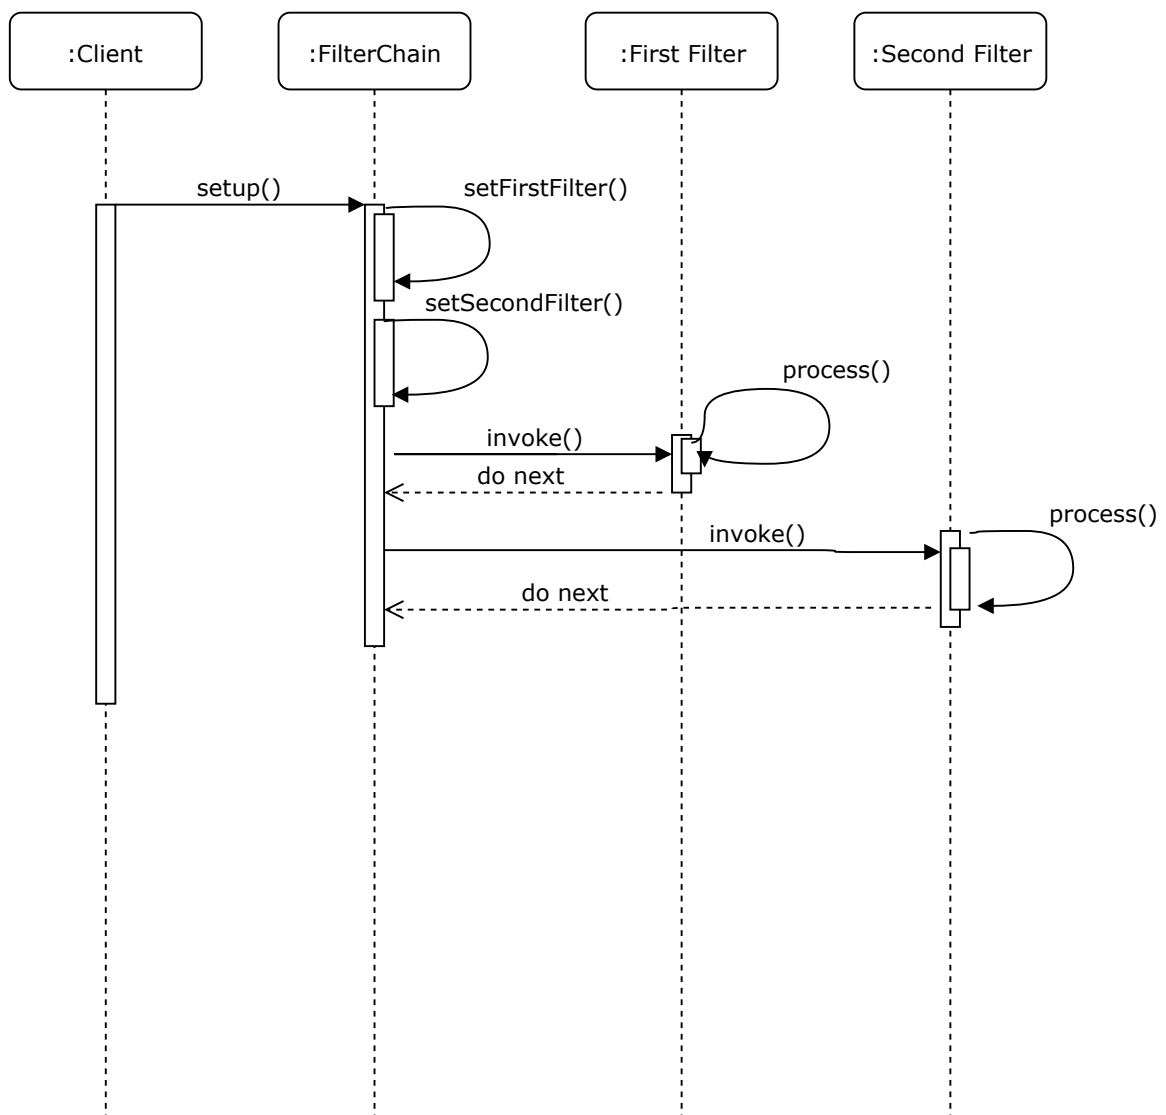 :Client
:FilterChain
:First Filter
:Second Filter
setup()
setFirstFilter()
setSecondFilter()
process()
invoke()
do next
process()
invoke()
do next